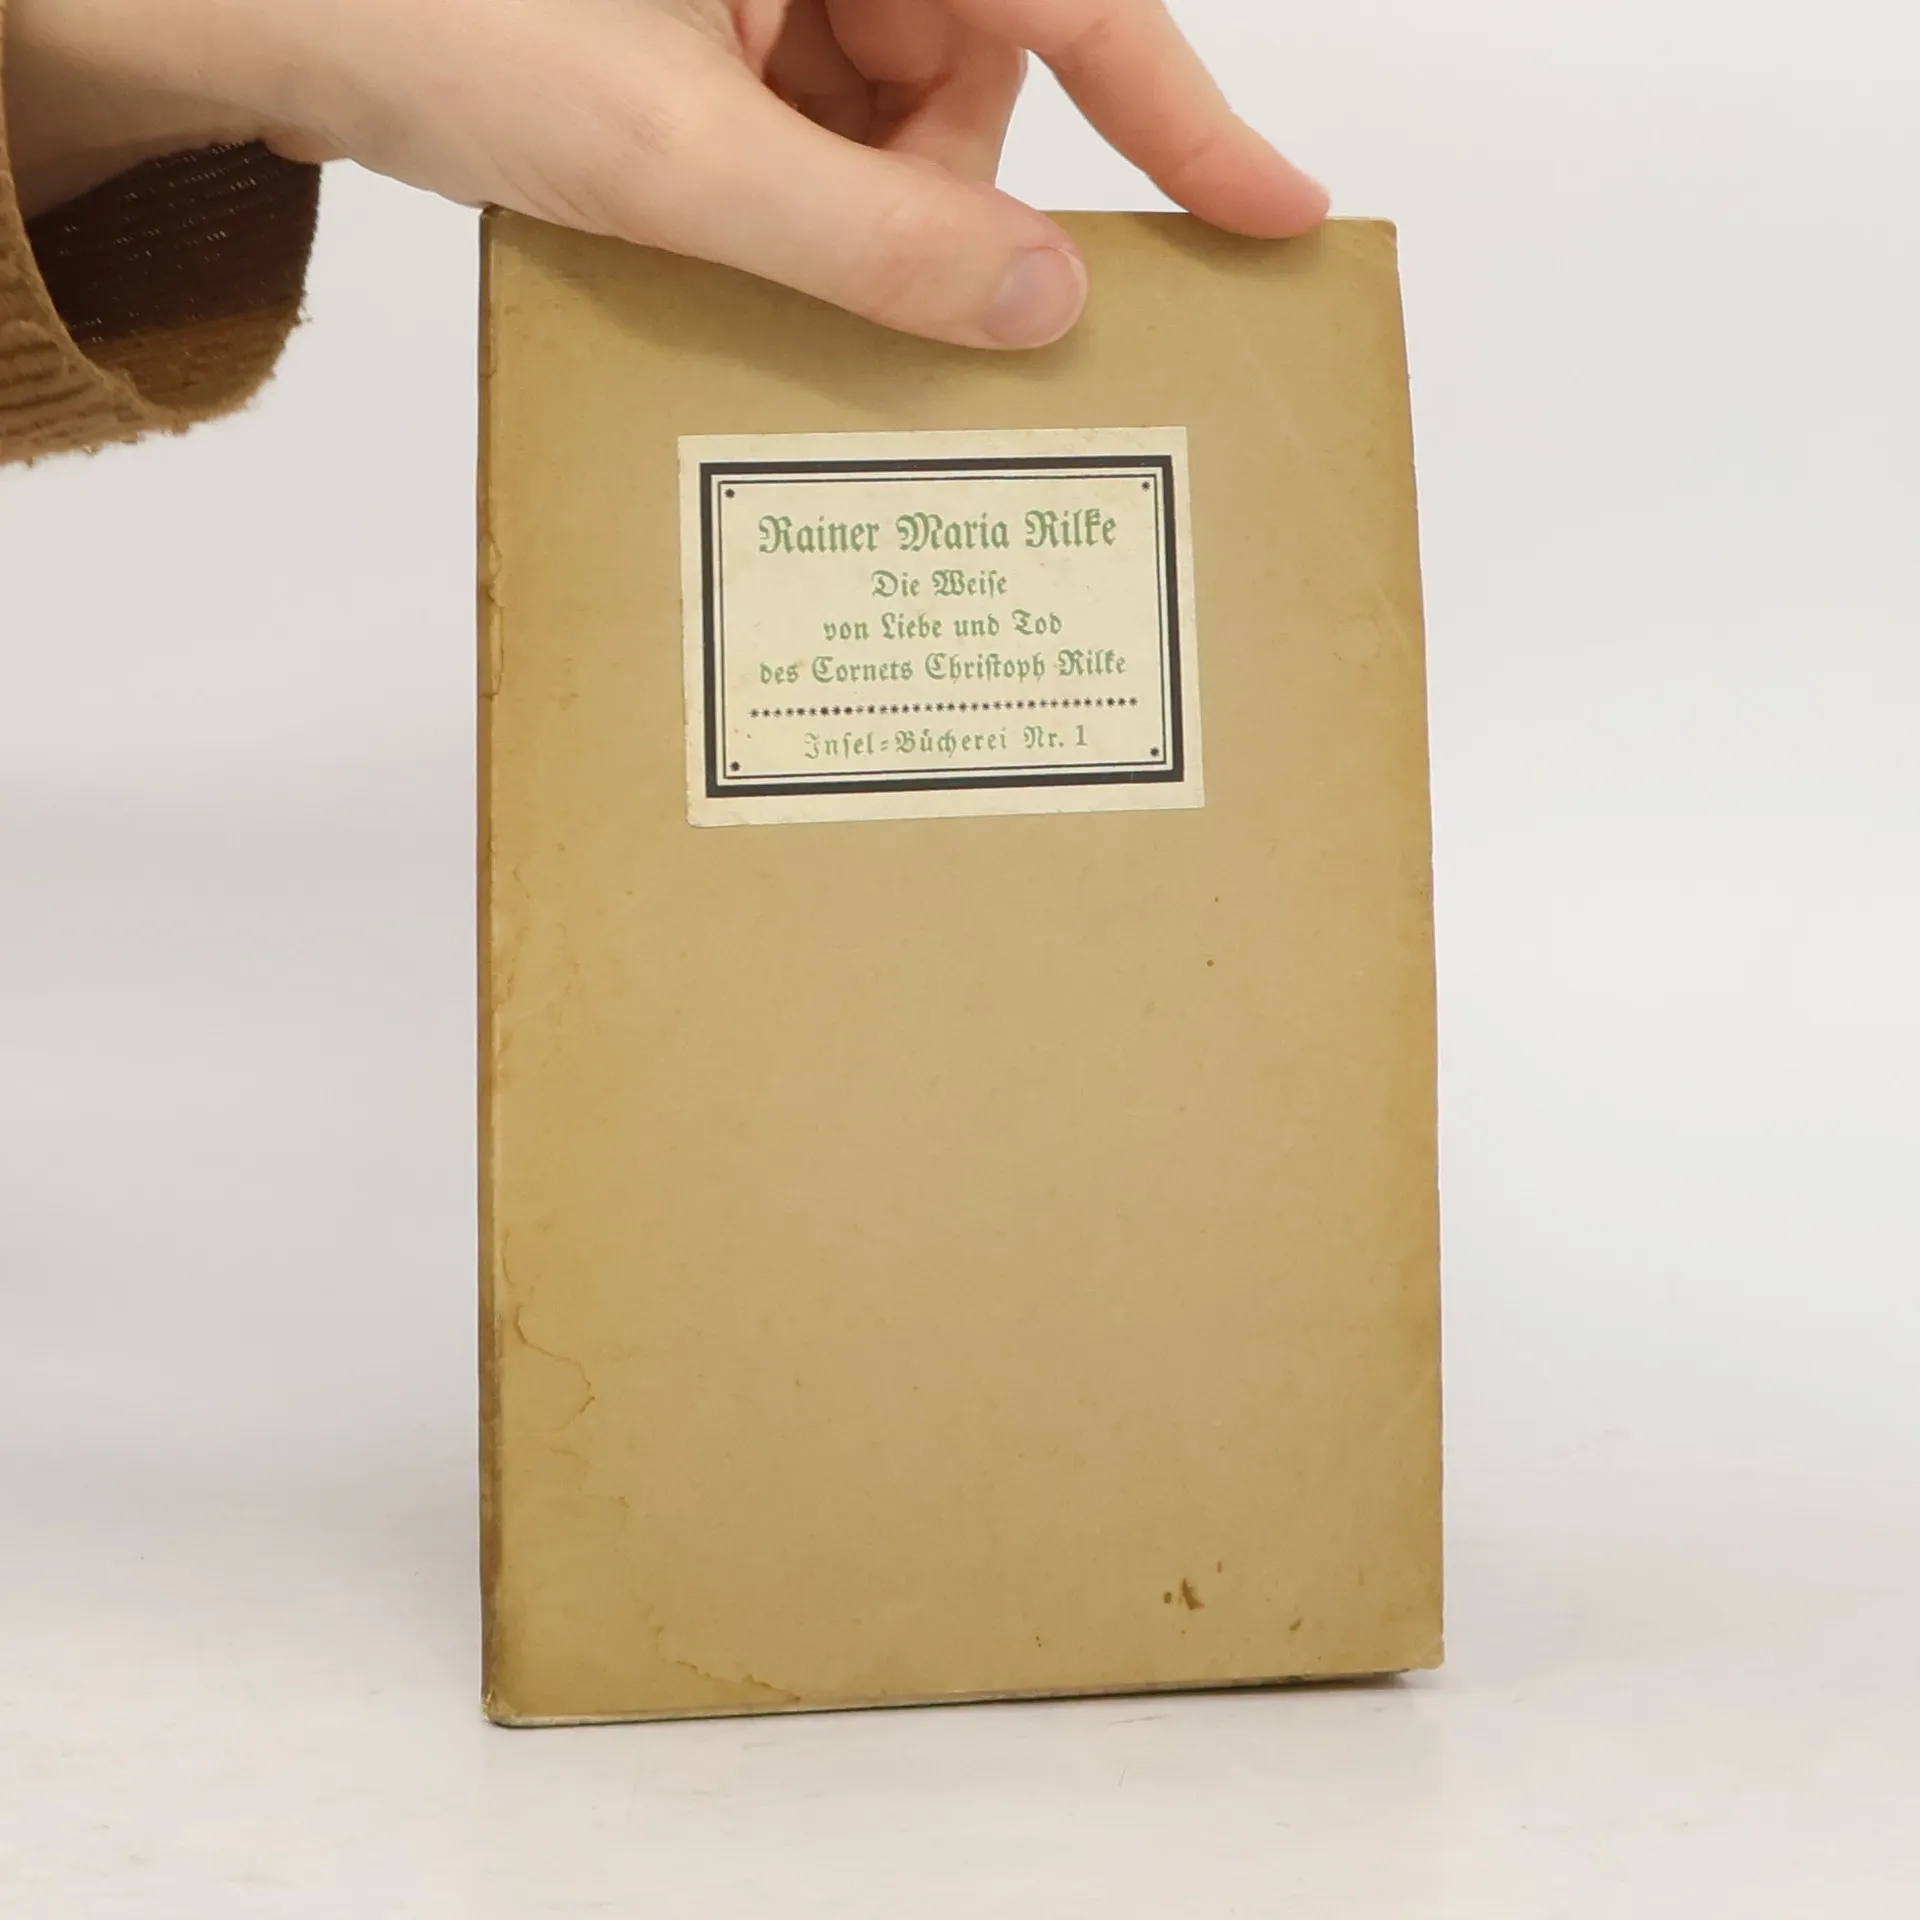 Rainer Maria Rilke
Die Weiſe
von Liebe und Tod
des Cornets Chriſtoph Rilke
Inſel-Bücherei Nr. 1